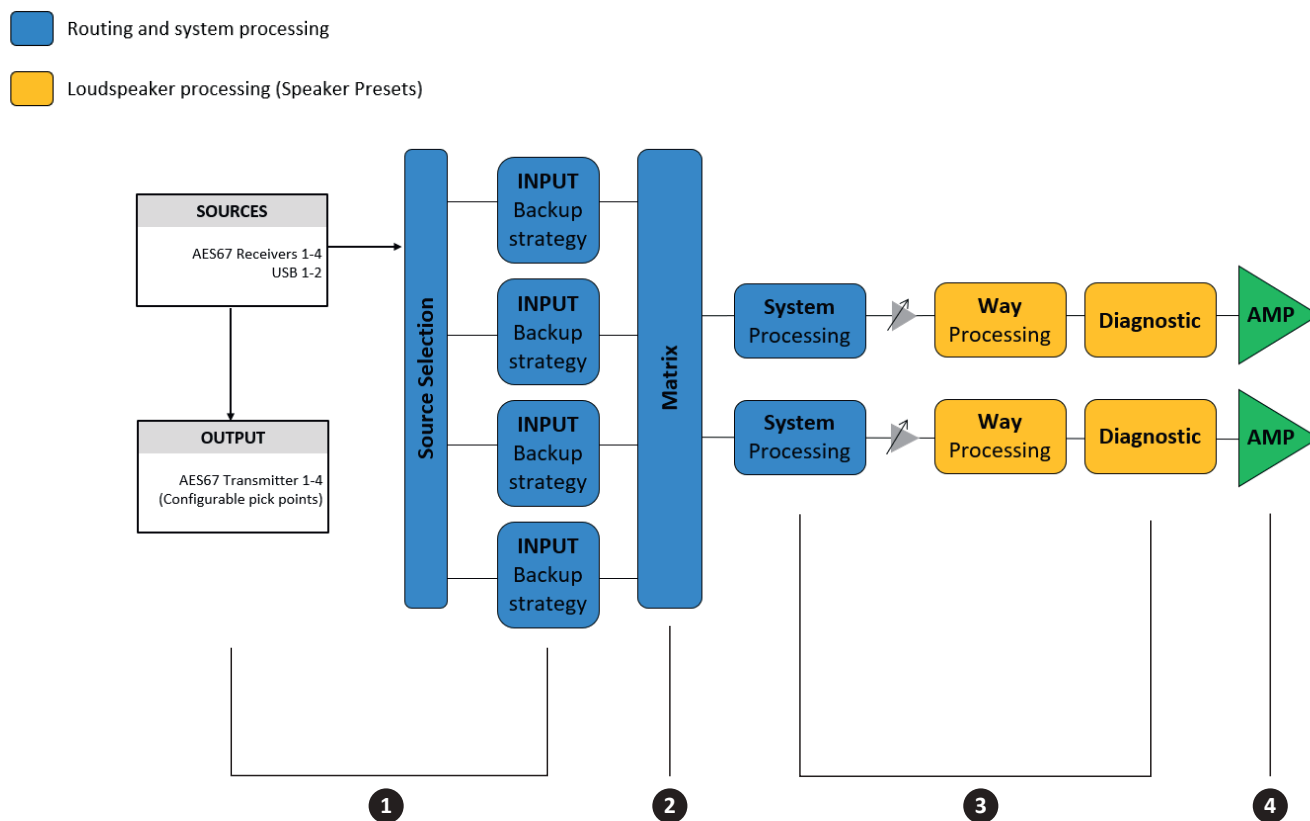 Routing and system processing
Loudspeaker processing (Speaker Presets)
SOURCES
AES67 Receivers 1-4
USB 1-2
OUTPUT
AES67 Transmitter 1-4
(Configurable pick points)
Source Selection
INPUT
Backup
strategy
INPUT
Backup
strategy
INPUT
Backup
strategy
INPUT
Backup
strategy
Matrix
System
Processing
Way
Processing
Diagnostic
AMP
System
Processing
Way
Processing
Diagnostic
AMP
1
2
3
4